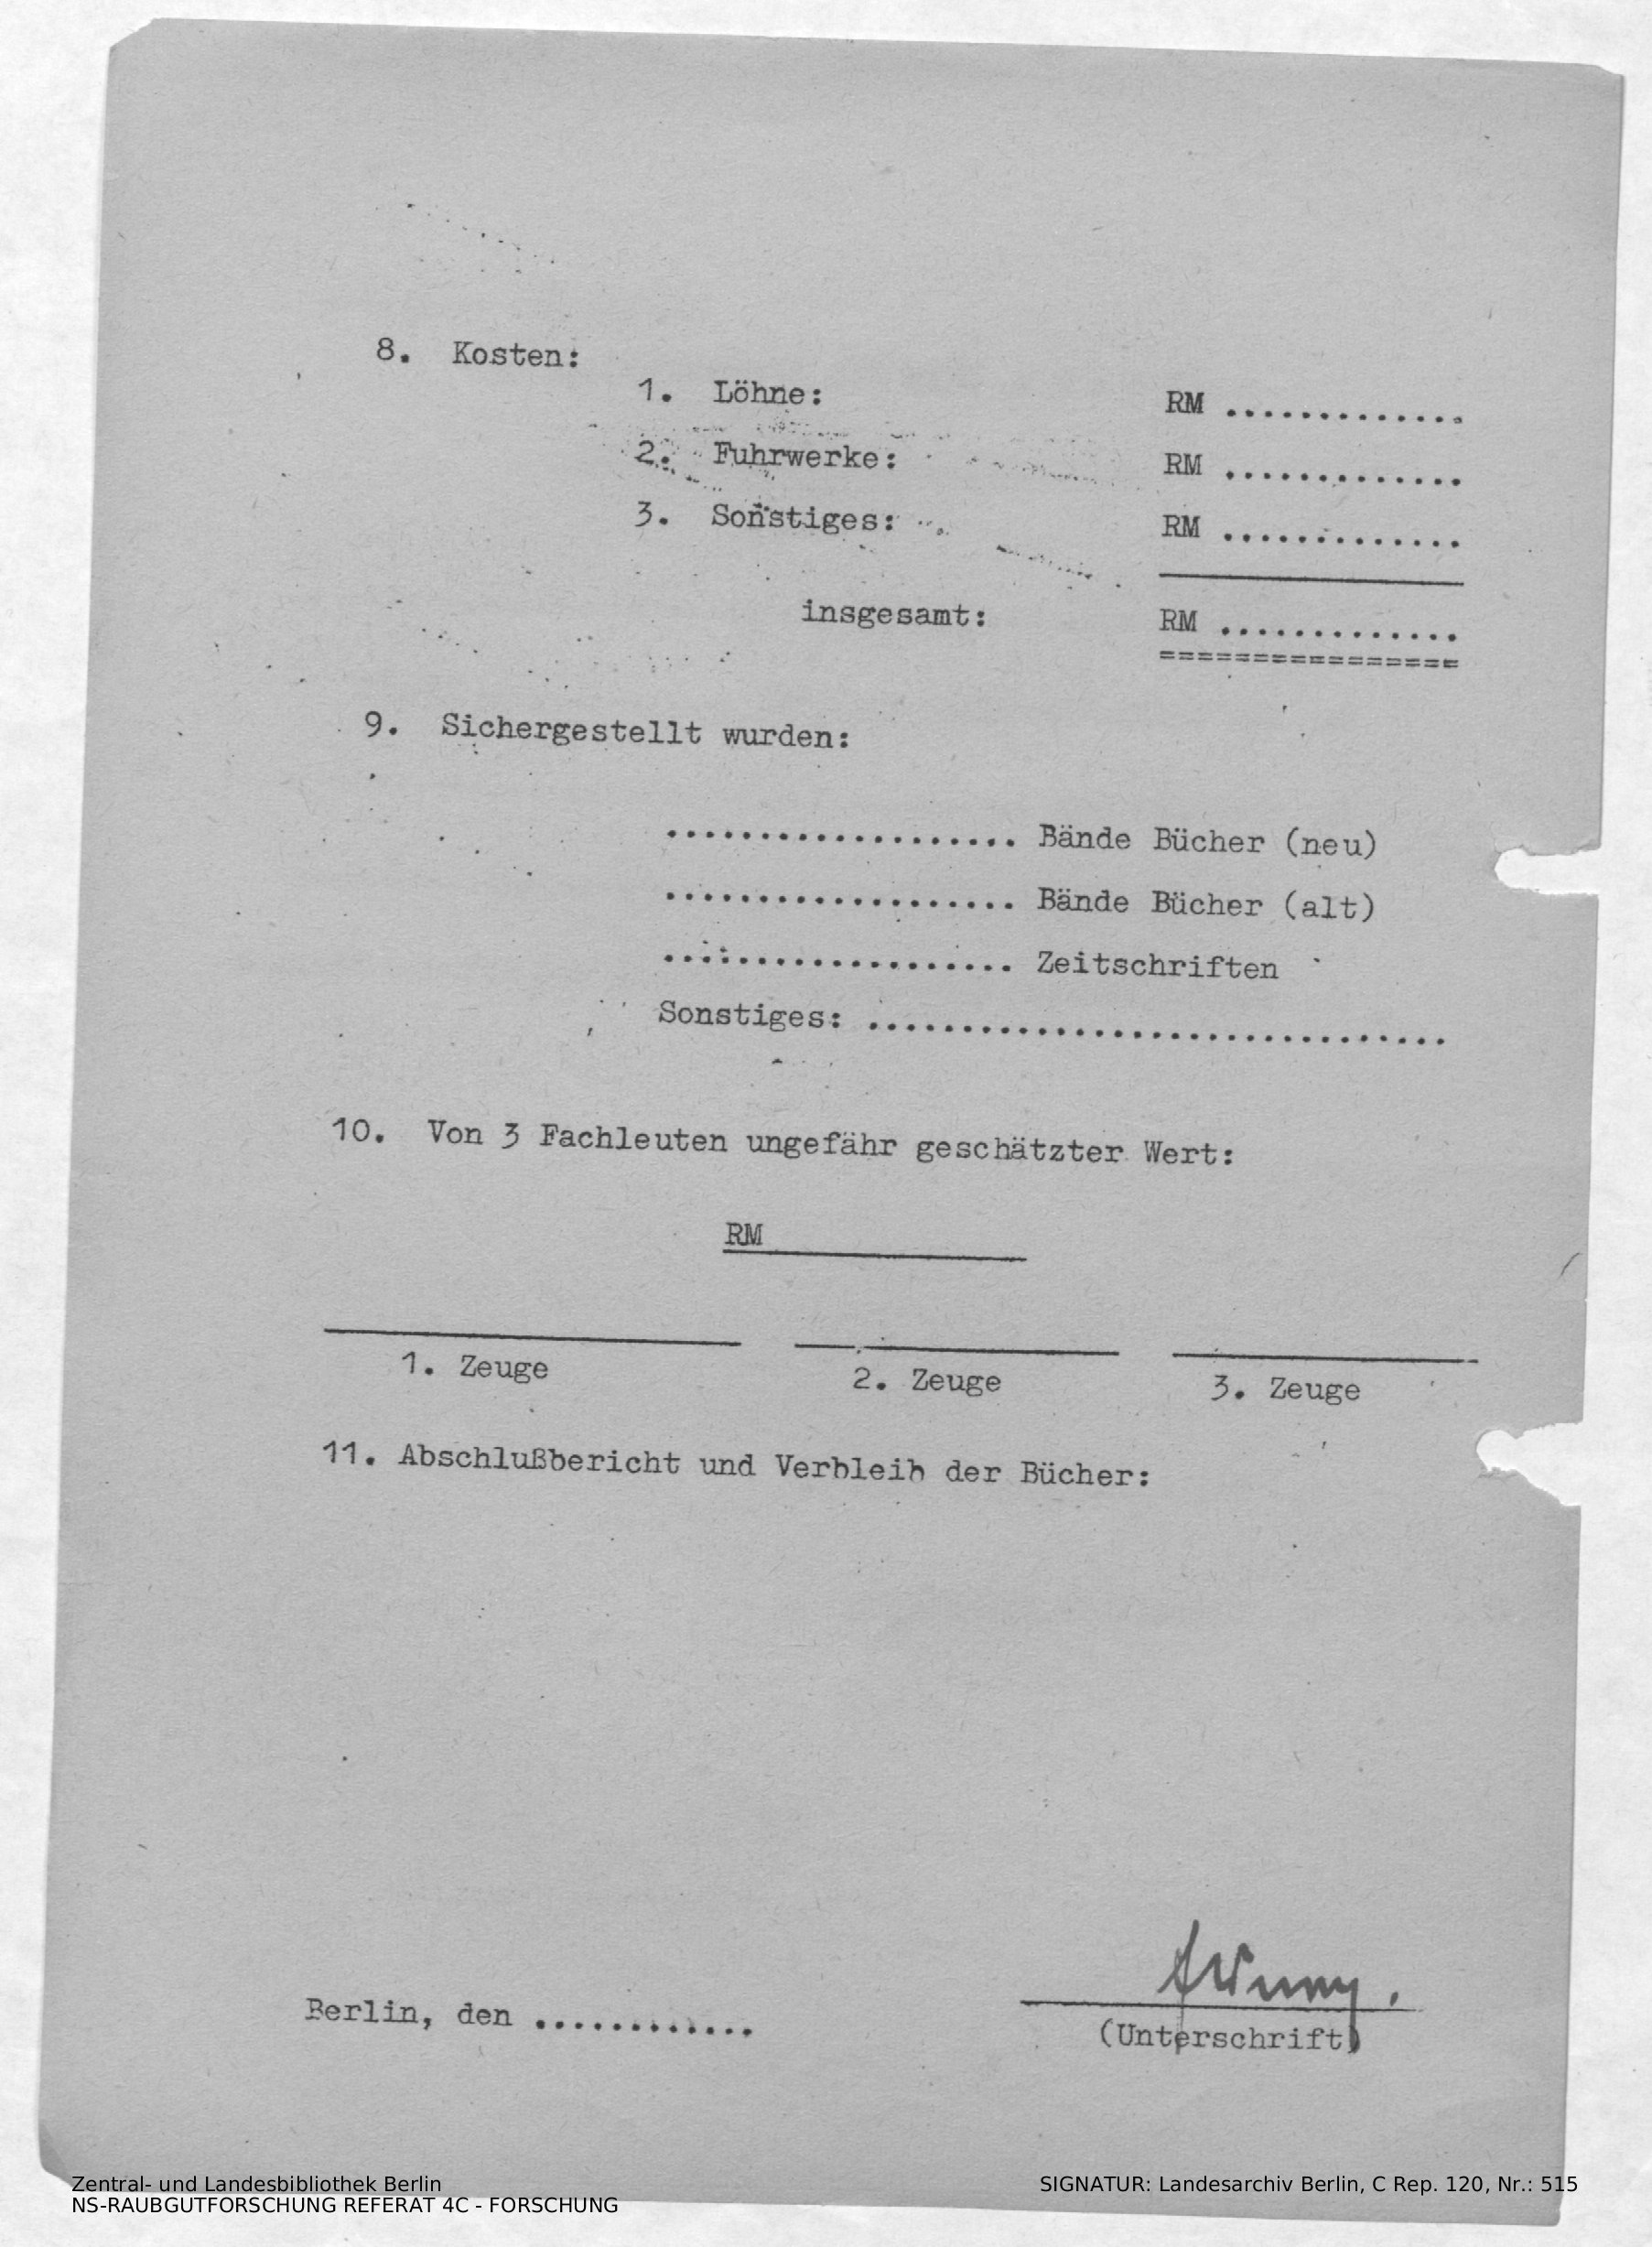 8. Kosten:
1. Löhne: RM .............
2. Fuhrwerke: RM .............
3. Sonstiges: RM .............
insgesamt: RM .............
================
9. Sichergestellt wurden:
................... Bände Bücher (neu)
................... Bände Bücher (alt)
................... Zeitschriften
Sonstiges: ................................
10. Von 3 Fachleuten ungefähr geschätzter Wert:
RM
1. Zeuge 2. Zeuge 3. Zeuge
11. Abschlußbericht und Verbleib der Bücher:
Berlin, den ............
(Unterschrift)
Zentral- und Landesbibliothek Berlin
NS-RAUBGUTFORSCHUNG REFERAT 4C - FORSCHUNG
SIGNATUR: Landesarchiv Berlin, C Rep. 120, Nr.: 515